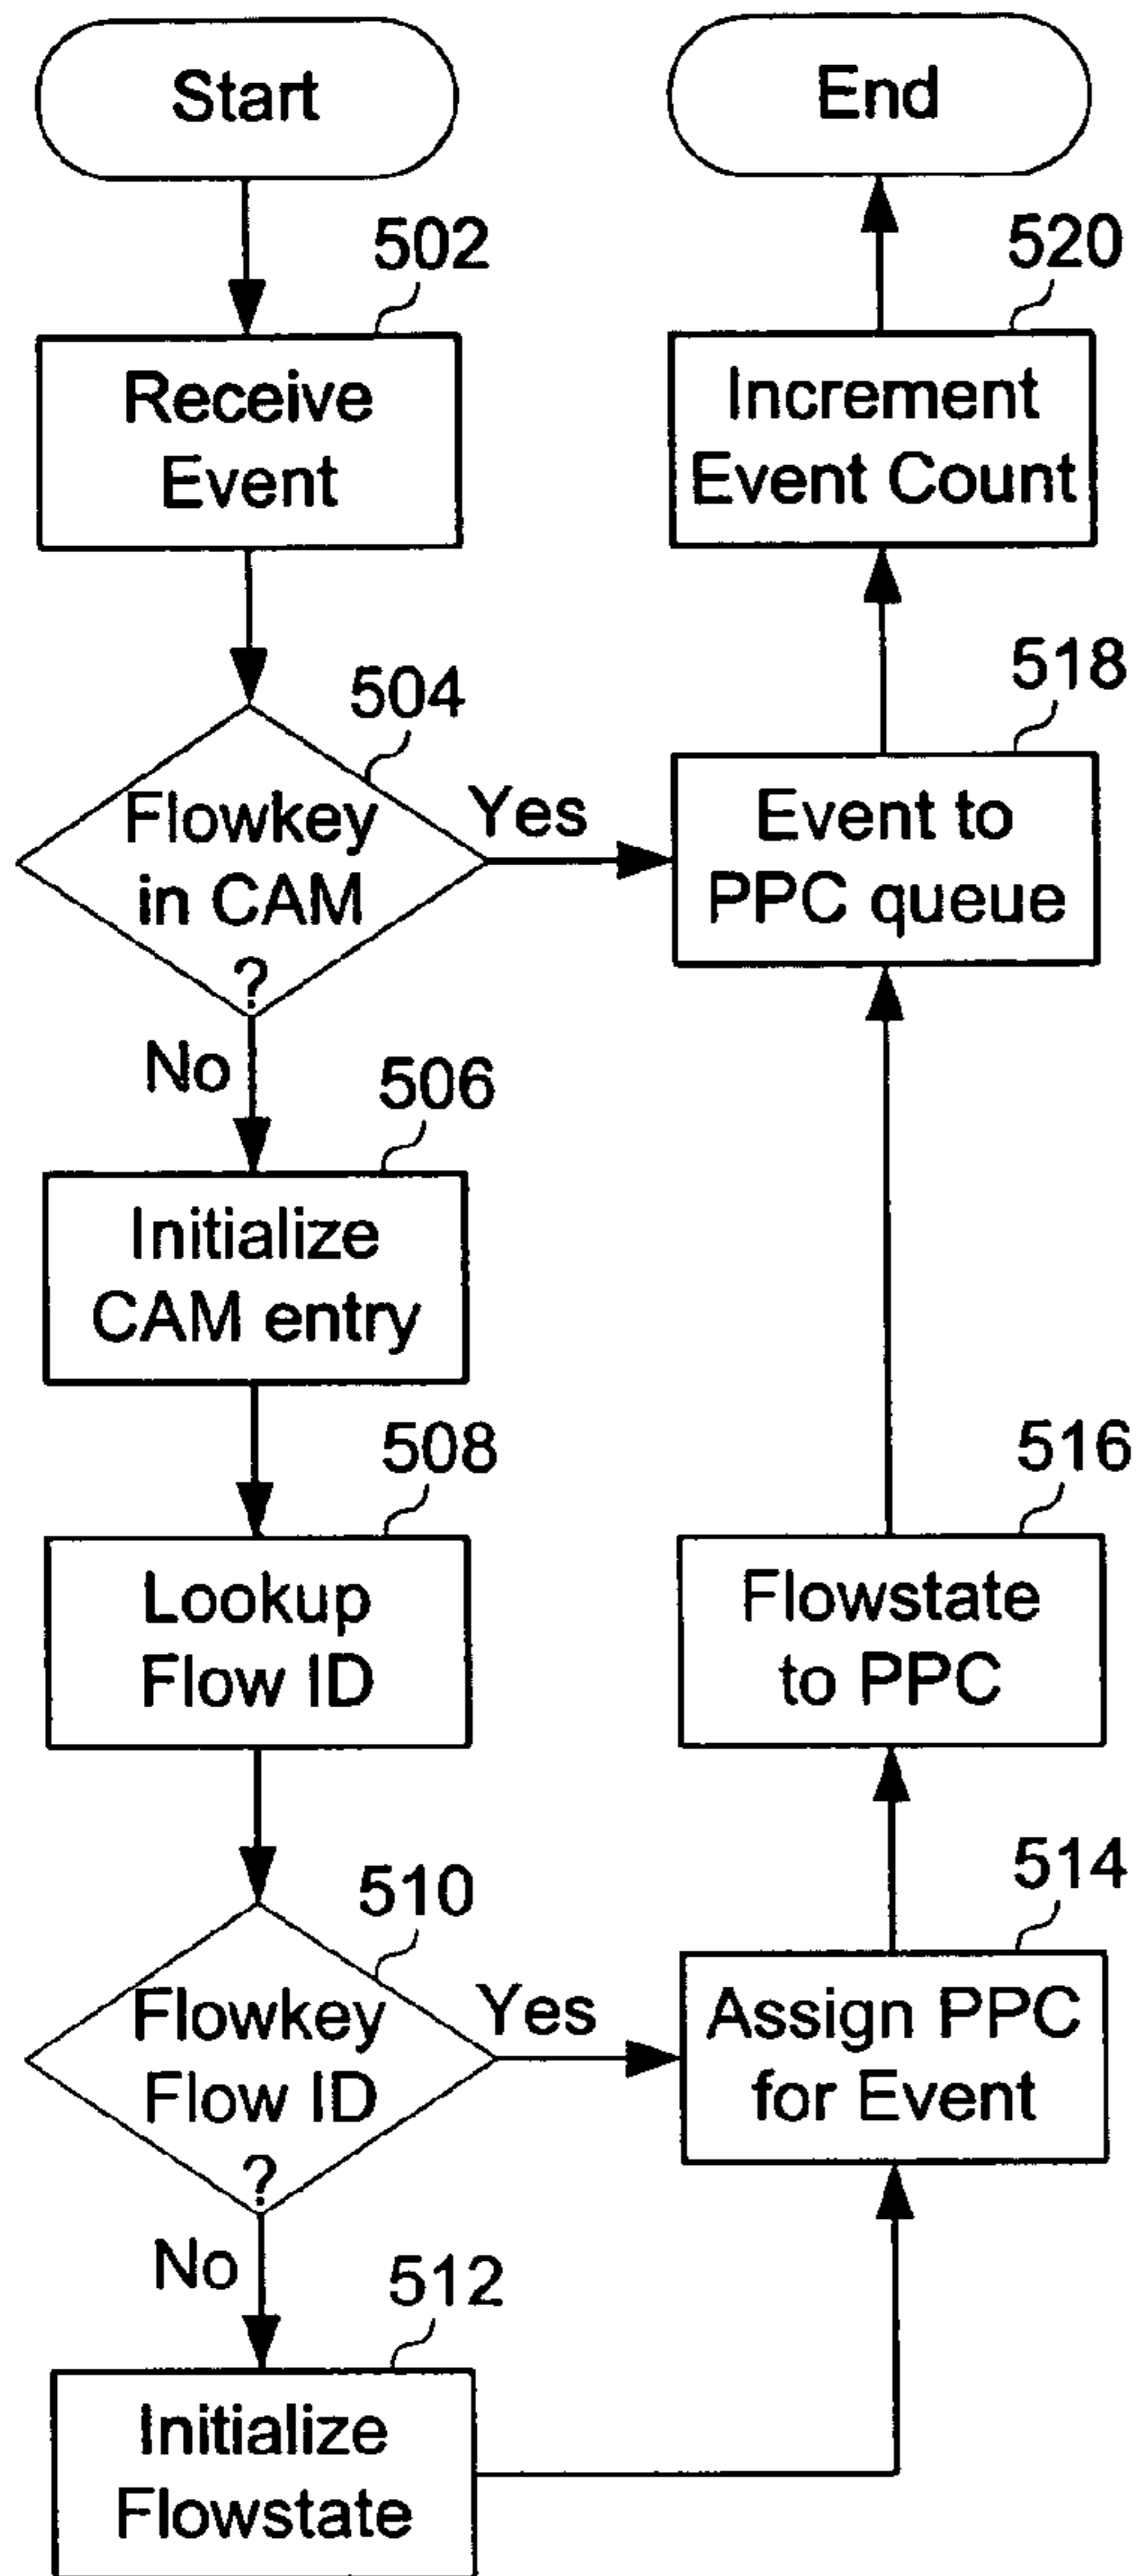 Start
502
Receive
Event
504
Flowkey
in CAM
?
Yes
No
506
Initialize
CAM entry
508
Lookup
Flow ID
510
Flowkey
Flow ID
?
Yes
No
512
Initialize
Flowstate
514
Assign PPC
for Event
516
Flowstate
to PPC
518
Event to
PPC queue
520
Increment
Event Count
End